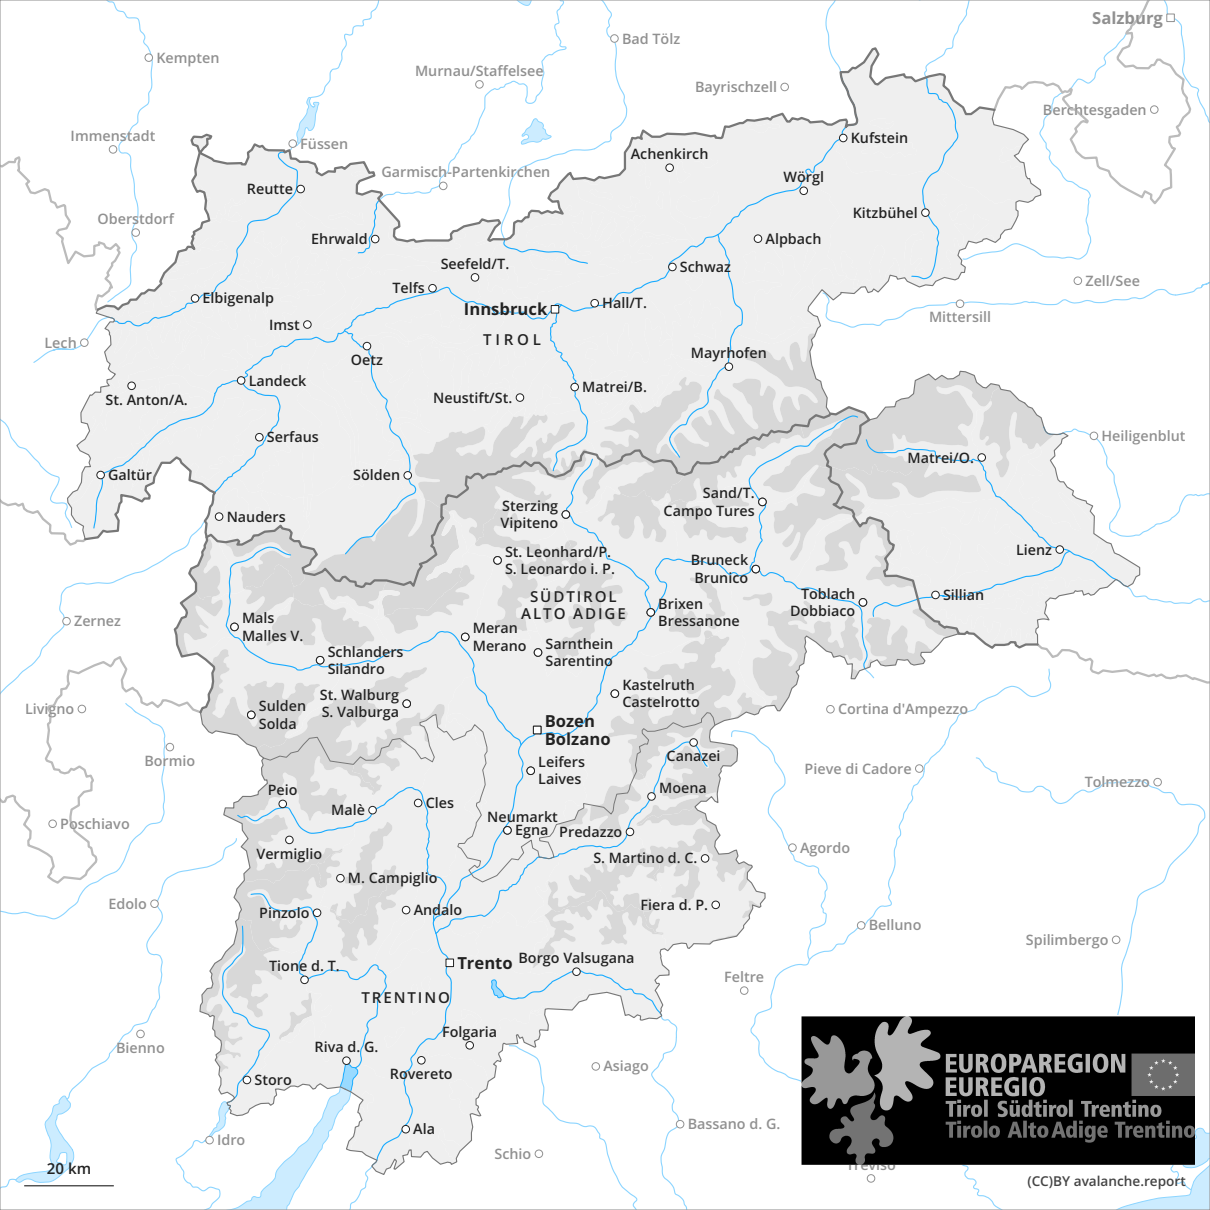 Salzburg
Kempten
Bad Tölz
Murnau/Staffelsee
Bayrischzell
Berchtesgaden
Immenstadt
Füssen
Kufstein
Achenkirch
Garmisch-Partenkirchen
Wörgl
Reutte
Oberstdorf
Kitzbühel
Ehrwald
Alpbach
Seefeld/T.
Schwaz
Telfs
Zell/See
Elbigenalp
Hall/T.
Innsbruck
Mittersill
Imst
TIROL
Lech
Oetz
Mayrhofen
Landeck
Matrei/B.
St. Anton/A.
Neustift/St.
Serfaus
Heiligenblut
Matrei/O.
Galtür
Sölden
Sand/T.
Campo Tures
Sterzing
Vipiteno
Nauders
St. Leonhard/P.
S. Leonardo i. P.
Lienz
Bruneck
Brunico
SÜDTIROL
ALTO ADIGE
Toblach
Dobbiaco
Sillian
Brixen
Bressanone
Zernez
Mals
Malles V.
Meran
Merano
Sarnthein
Sarentino
Schlanders
Silandro
Kastelruth
Castelrotto
St. Walburg
S. Valburga
Livigno
Sulden
Solda
Cortina d'Ampezzo
Bozen
Bolzano
Bormio
Canazei
Leifers
Laives
Pieve di Cadore
Tolmezzo
Peio
Moena
Malè
Cles
Neumarkt
Egna
Predazzo
Poschiavo
Vermiglio
Agordo
S. Martino d. C.
M. Campiglio
Edolo
Pinzolo
Andalo
Fiera d. P.
Belluno
Spilimbergo
Tione d. T.
Trento
Borgo Valsugana
Feltre
TRENTINO
Folgaria
Bienno
Riva d. G.
Asiago
Rovereto
Storo
EUROPAREGION
EUREGIO
Tirol Südtirol Trentino
Tirolo Alto Adige Trentino
Bassano d. G.
Ala
Idro
Schio
Treviso
20 km
(CC)BY avalanche.report